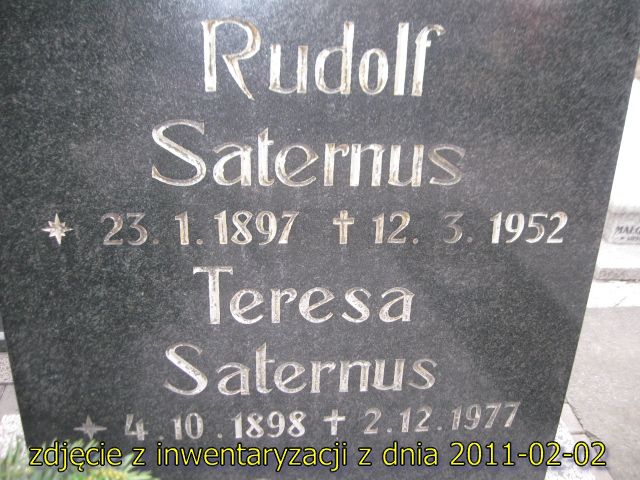 Rudolf
Saternus
* 23. 1. 1897 † 12. 3. 1952
Teresa
Saternus
* 4. 10. 1898 † 2. 12. 1977
zdjęcie z inwentaryzacji z dnia 2011-02-02